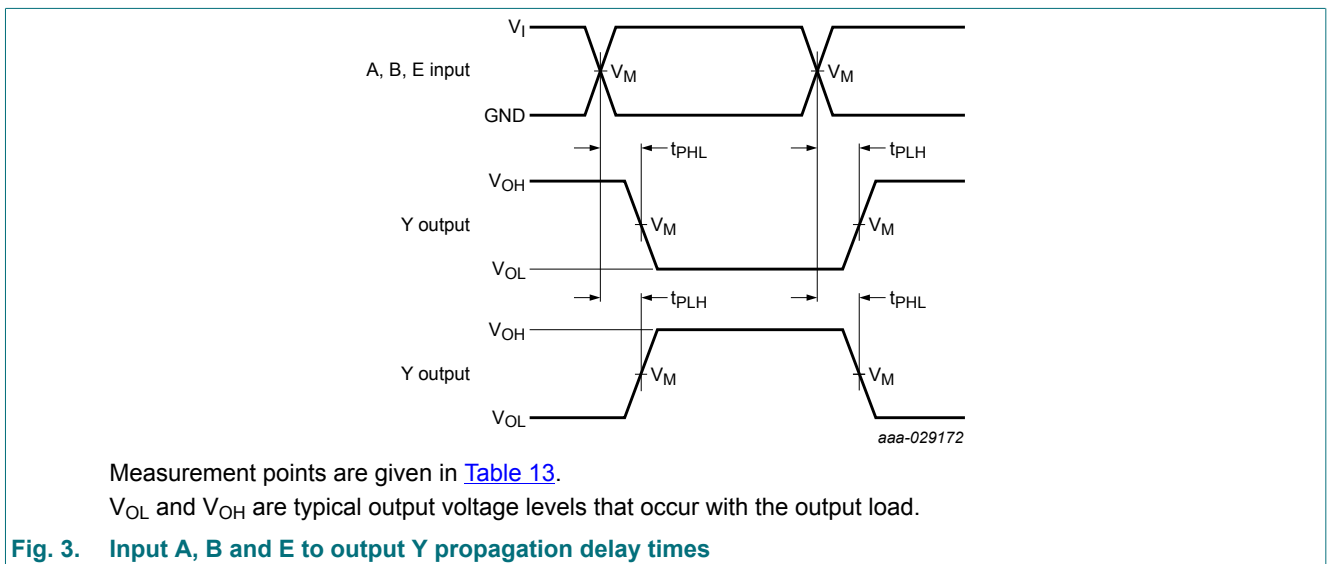 V_I
A, B, E input
V_M
V_M
GND
t_PHL
t_PLH
V_OH
Y output
V_M
V_M
V_OL
t_PLH
t_PHL
V_OH
Y output
V_M
V_M
V_OL
aaa-029172
Measurement points are given in Table 13.
V_OL and V_OH are typical output voltage levels that occur with the output load.
Fig. 3. Input A, B and E to output Y propagation delay times